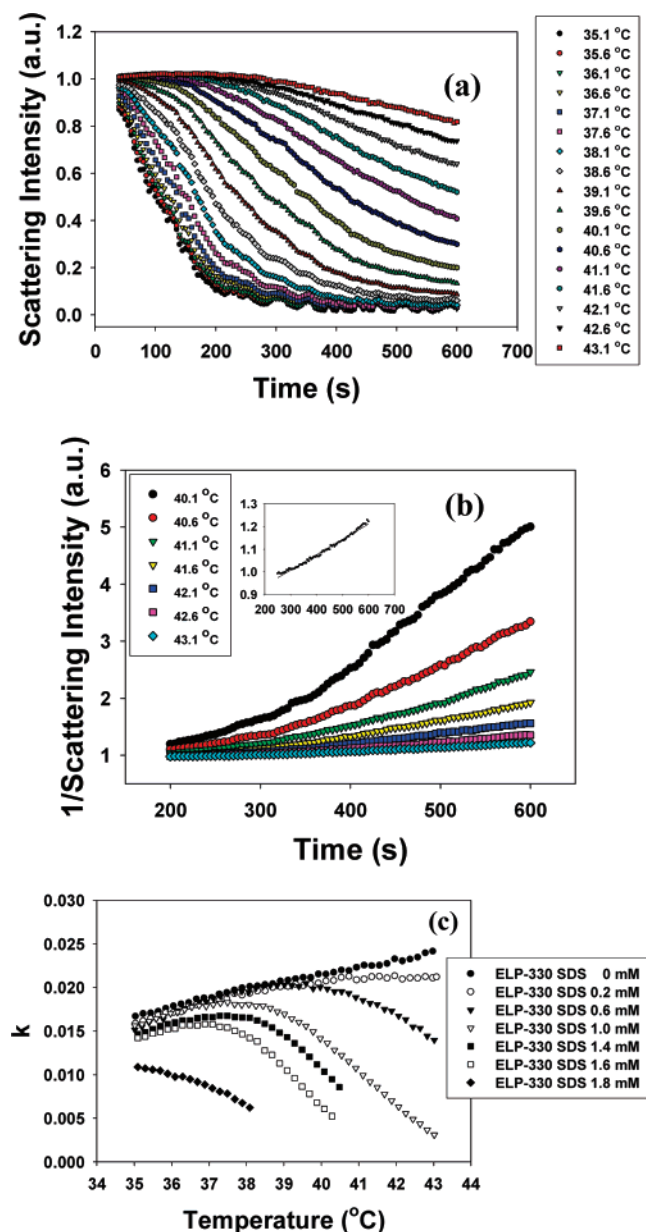 (a)
Scattering Intensity (a.u.)
1.2
1.0
0.8
0.6
0.4
0.2
0.0
0 100 200 300 400 500 600 700
Time (s)
35.1 °C
35.6 °C
36.1 °C
36.6 °C
37.1 °C
37.6 °C
38.1 °C
38.6 °C
39.1 °C
39.6 °C
40.1 °C
40.6 °C
41.1 °C
41.6 °C
42.1 °C
42.6 °C
43.1 °C
(b)
1/Scattering Intensity (a.u.)
6
5
4
3
2
1
200 300 400 500 600
Time (s)
40.1 °C
40.6 °C
41.1 °C
41.6 °C
42.1 °C
42.6 °C
43.1 °C
1.3
1.2
1.1
1.0
0.9
200 300 400 500 600 700
(c)
k
0.030
0.025
0.020
0.015
0.010
0.005
0.000
34 35 36 37 38 39 40 41 42 43 44
Temperature (°C)
ELP-330 SDS 0 mM
ELP-330 SDS 0.2 mM
ELP-330 SDS 0.6 mM
ELP-330 SDS 1.0 mM
ELP-330 SDS 1.4 mM
ELP-330 SDS 1.6 mM
ELP-330 SDS 1.8 mM